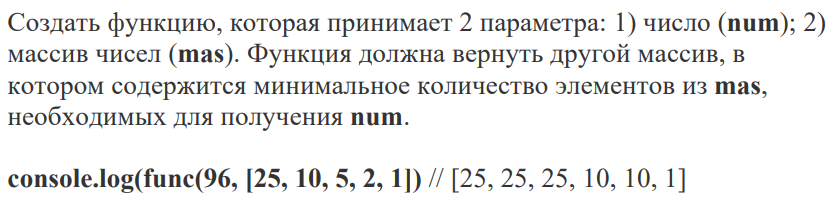 Создать функцию, которая принимает 2 параметра: 1) число (num); 2)
массив чисел (mas). Функция должна вернуть другой массив, в
котором содержится минимальное количество элементов из mas,
необходимых для получения num.
console.log(func(96, [25, 10, 5, 2, 1]) // [25, 25, 25, 10, 10, 1]